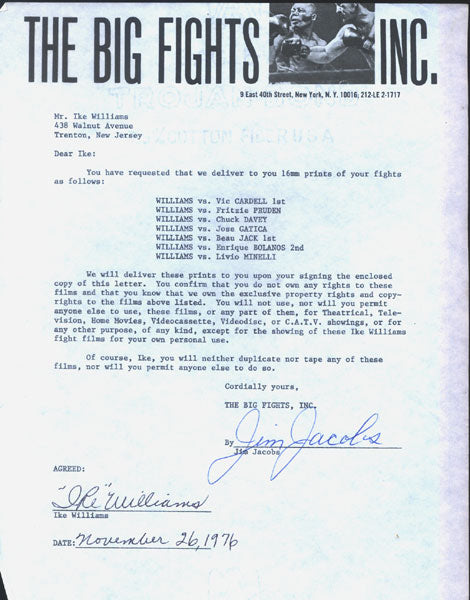 THE BIG FIGHTS INC.
9 East 40th Street, New York, N. Y. 10016, 212-LE 2-1717
Mr. Ike Williams
438 Walnut Avenue
Trenton, New Jersey
Dear Ike:
You have requested that we deliver to you 16mm prints of your fights
as follows:
WILLIAMS vs. Vic CARDELL 1st
WILLIAMS vs. Fritzie PRUDEN
WILLIAMS vs. Chuck DAVEY
WILLIAMS vs. Jose GATICA
WILLIAMS vs. Beau JACK 1st
WILLIAMS vs. Enrique BOLANOS 2nd
WILLIAMS vs. Livio MINELLI
We will deliver these prints to you upon your signing the enclosed
copy of this letter. You confirm that you do not own any rights to these
films and that you know that we own the exclusive property rights and copy-
rights to the films above listed. You will not use, nor will you permit
anyone else to use, these films, or any part of them, for Theatrical, Tele-
vision, Home Movies, Videocassette, Videodisc, or C.A.T.V. showings, or for
any other purpose, of any kind, except for the showing of these Ike Williams
fight films for your own personal use.
Of course, Ike, you will neither duplicate nor tape any of these
films, nor will you permit anyone else to do so.
Cordially yours,
THE BIG FIGHTS, INC.
By Jim Jacobs
Jim Jacobs
AGREED:
"Ike" Williams
Ike Williams
DATE: November 26, 1976